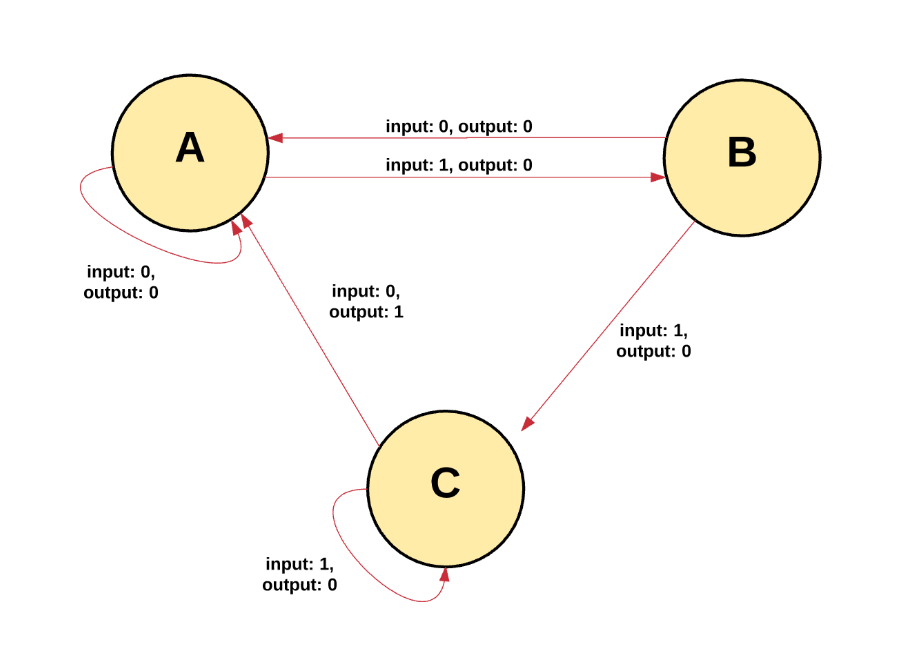 A
B
input: 0, output: 0
input: 1, output: 0
input: 0,
output: 0
input: 0,
output: 1
input: 1,
output: 0
C
input: 1,
output: 0